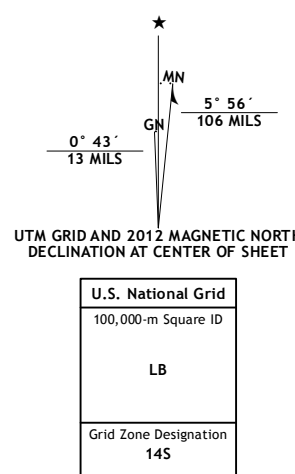 ★
MN
GN
5° 56´
106 MILS
0° 43´
13 MILS
UTM GRID AND 2012 MAGNETIC NORTH
DECLINATION AT CENTER OF SHEET
U.S. National Grid
100,000-m Square ID
LB
Grid Zone Designation
14S